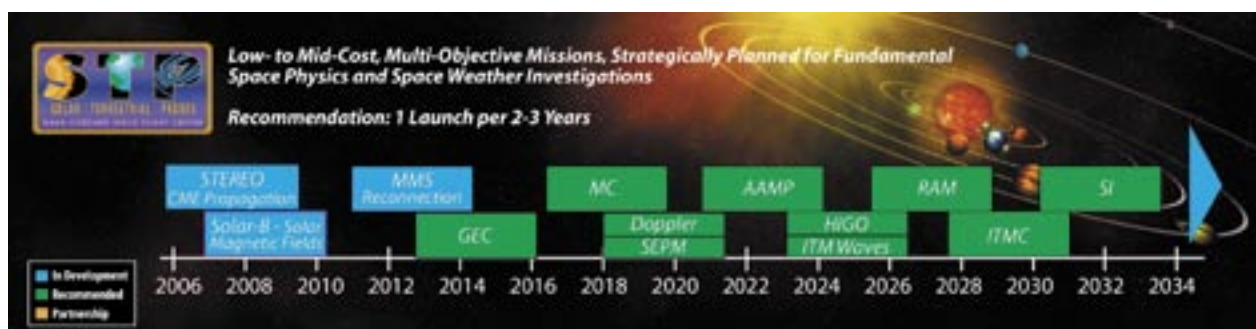 Low- to Mid-Cost, Multi-Objective Missions, Strategically Planned for Fundamental
Space Physics and Space Weather Investigations
Recommendation: 1 Launch per 2-3 Years
STP
SOLAR TERRESTRIAL PROBES
STEREO
CME Propagation
MMS
Reconnection
MC
AAMP
RAM
SI
Solar-B - Solar
Magnetic Fields
GEC
Doppler
SEPM
HIGO
ITM Waves
ITMC
In Development
Recommended
Partnership
2006 2008 2010 2012 2014 2016 2018 2020 2022 2024 2026 2028 2030 2032 2034